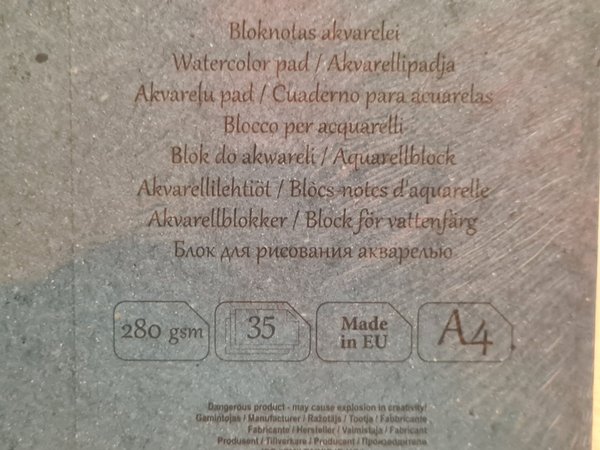 Bloknotas akvarelei
Watercolor pad / Akvarellipadja
Akvareļu pad / Cuaderno para acuarelas
Blocco per acquarelli
Blok do akwareli / Aquarellblock
Akvarellilehtiöt / Blocs-notes d'aquarelle
Akvarellblokker / Block för vattenfärg
Блок для рисования акварелью
280 gsm
35
Made
in EU
A4
Dangerous product - may cause explosion in creativity!
Gamintojas / Manufacturer / Ražotājs / Tootja / Fabbricante
Fabricante / Hersteller / Valmistaja / Fabricant
Produsent / Tillverkare / Producent / Производитель